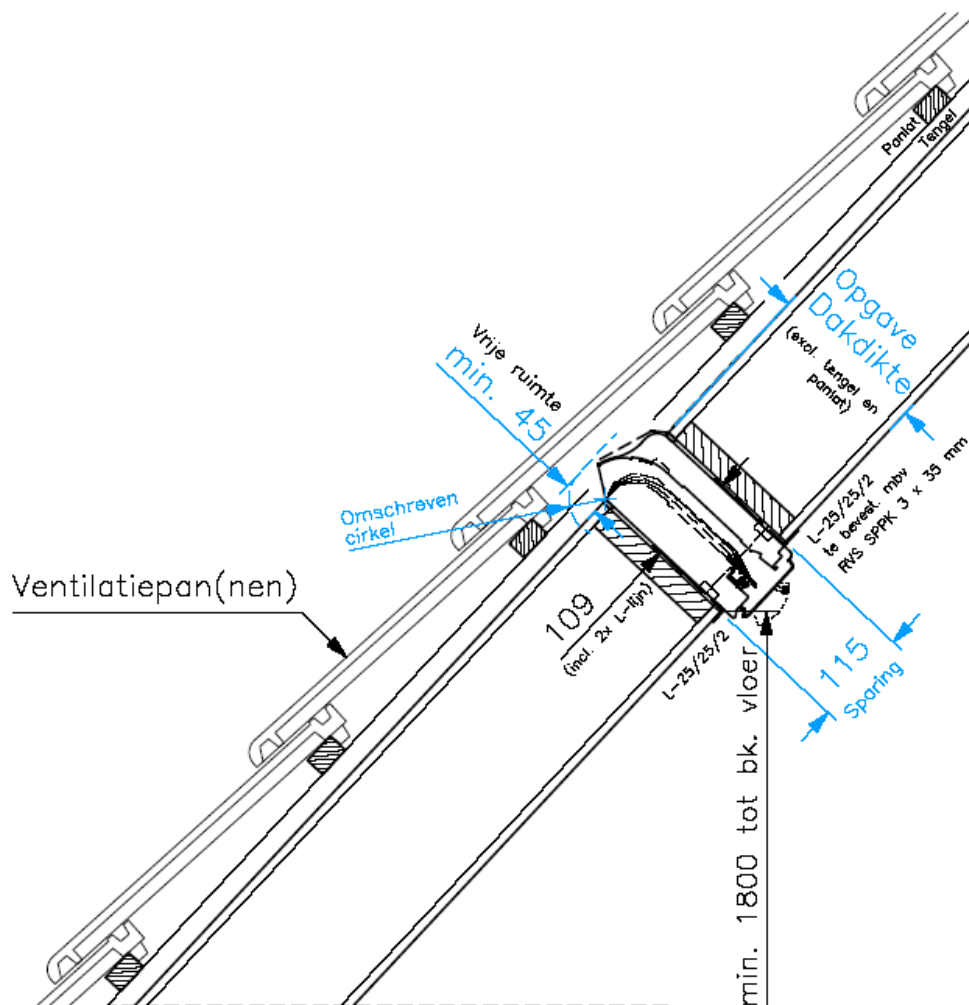 Panlat
Tengel
Opgave
Dakdikte
(excl. tengel en
panlat)
Vrije ruimte
min. 45
Omschreven
cirkel
L-25/25/2
te bevest. mbv
RVS SPPK 3 x 35 mm
Ventilatiepan(nen)
109
(incl. 2x L-lijn)
L-25/25/2
115
Sparing
min. 1800 tot bk. vloer